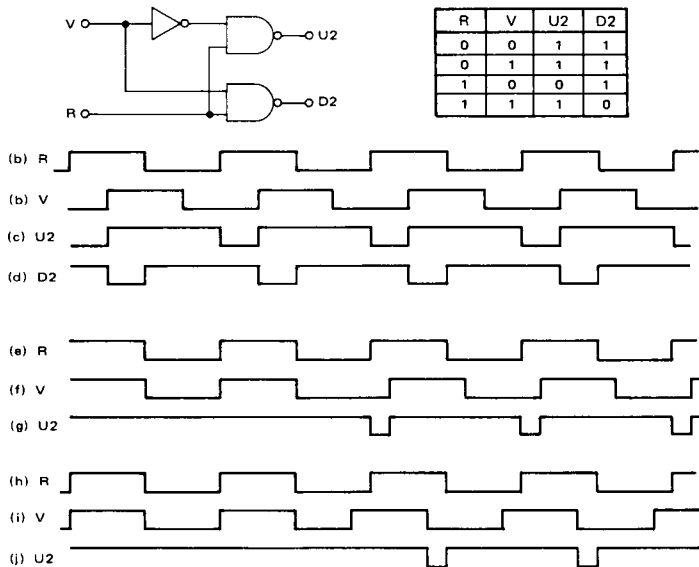 V
U2
R
D2
R V U2 D2
0 0 1 1
0 1 1 1
1 0 0 1
1 1 1 0
(b) R
(b) V
(c) U2
(d) D2
(e) R
(f) V
(g) U2
(h) R
(i) V
(j) U2